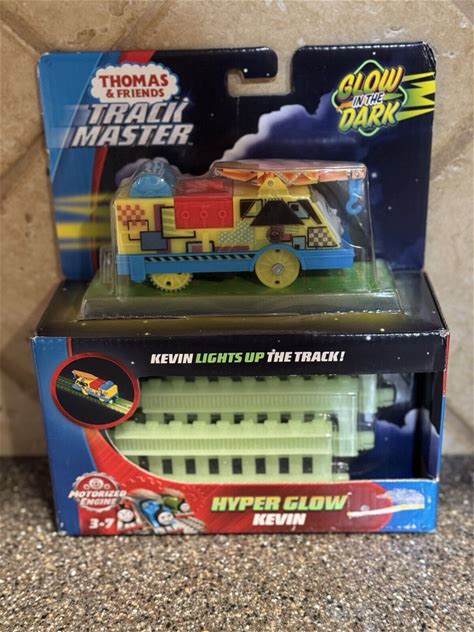 THOMAS
& FRIENDS
TRACK
MASTER
GLOW
IN THE
DARK
KEVIN LIGHTS UP THE TRACK!
MOTORIZED
ENGINE
3-7
HYPER GLOW
KEVIN